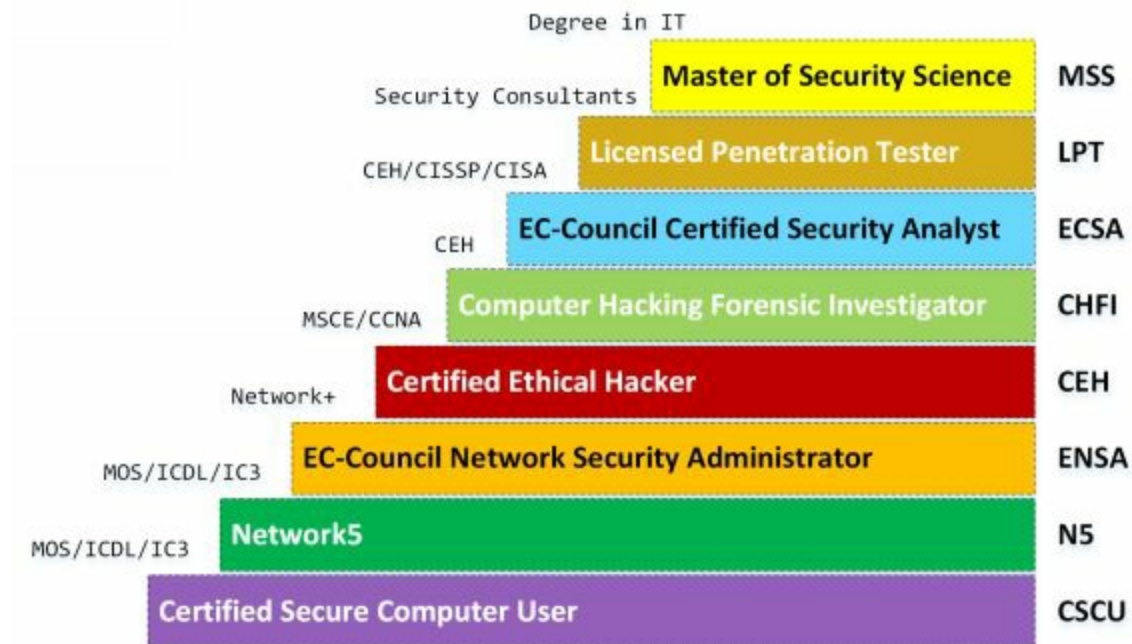 Degree in IT
Master of Security Science MSS
Security Consultants
Licensed Penetration Tester LPT
CEH/CISSP/CISA
EC-Council Certified Security Analyst ECSA
CEH
Computer Hacking Forensic Investigator CHFI
MSCE/CCNA
Certified Ethical Hacker CEH
Network+
EC-Council Network Security Administrator ENSA
MOS/ICDL/IC3
Network5 N5
MOS/ICDL/IC3
Certified Secure Computer User CSCU